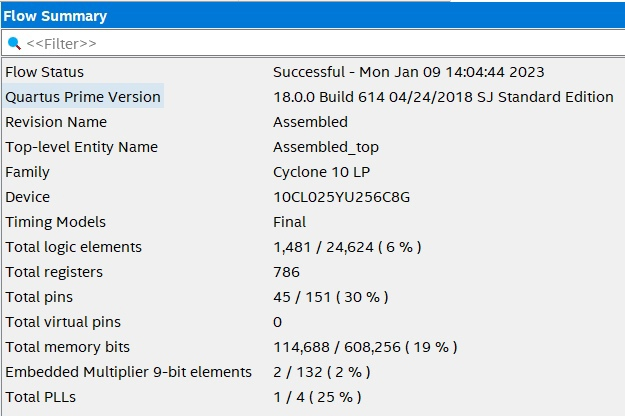 Flow Summary
<<Filter>>
Flow Status Successful - Mon Jan 09 14:04:44 2023
Quartus Prime Version 18.0.0 Build 614 04/24/2018 SJ Standard Edition
Revision Name Assembled
Top-level Entity Name Assembled_top
Family Cyclone 10 LP
Device 10CL025YU256C8G
Timing Models Final
Total logic elements 1,481 / 24,624 ( 6 % )
Total registers 786
Total pins 45 / 151 ( 30 % )
Total virtual pins 0
Total memory bits 114,688 / 608,256 ( 19 % )
Embedded Multiplier 9-bit elements 2 / 132 ( 2 % )
Total PLLs 1 / 4 ( 25 % )